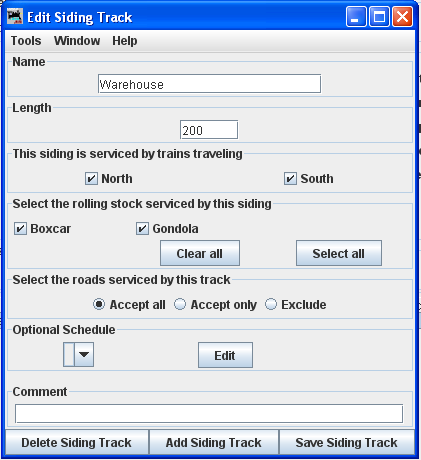 Edit Siding Track
Tools Window Help
Name
Warehouse
Length
200
This siding is serviced by trains traveling
North South
Select the rolling stock serviced by this siding
Boxcar Gondola
Clear all Select all
Select the roads serviced by this track
Accept all Accept only Exclude
Optional Schedule
Edit
Comment
Delete Siding Track Add Siding Track Save Siding Track